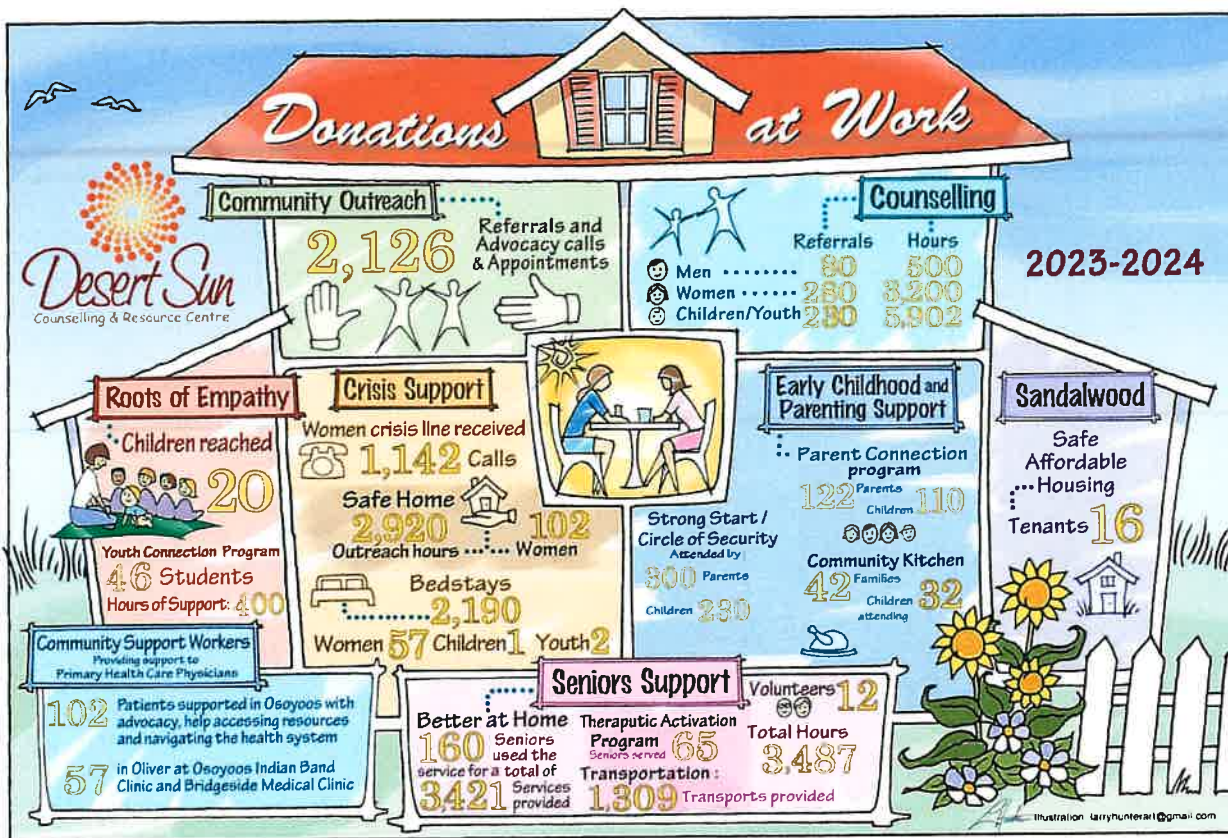 Donations at Work
Desert Sun
Counselling & Resource Centre
2023-2024
Community Outreach
2,126
Referrals and
Advocacy calls
& Appointments
Counselling
Referrals Hours
Men ........ 80 500
Women ...... 280 3,200
Children/Youth 230 5,902
Roots of Empathy
Children reached
20
Youth Connection Program
46 Students
Hours of Support: 400
Crisis Support
Women crisis line received
1,142 Calls
Safe Home
2,920
Outreach hours
102
Women
Bedstays
2,190
Women 57 Children 1 Youth 2
Early Childhood and
Parenting Support
Parent Connection
program
122 Parents
Children 110
Strong Start /
Circle of Security
Attended by
300 Parents
Children 230
Community Kitchen
42 Families
Children 32
attending
Sandalwood
Safe
Affordable
Housing
Tenants 16
Community Support Workers
Providing support to
Primary Health Care Physicians
102 Patients supported in Osoyoos with
advocacy, help accessing resources
and navigating the health system
57 in Oliver at Osoyoos Indian Band
Clinic and Bridgeside Medical Clinic
Seniors Support
Better at Home
160 Seniors
used the
service for a total of
3421 Services
provided
Theraputic Activation
Program 65
Seniors served
Transportation :
1,309 Transports provided
Volunteers 12
Total Hours
3,487
Illustration larryhunterart@gmail.com